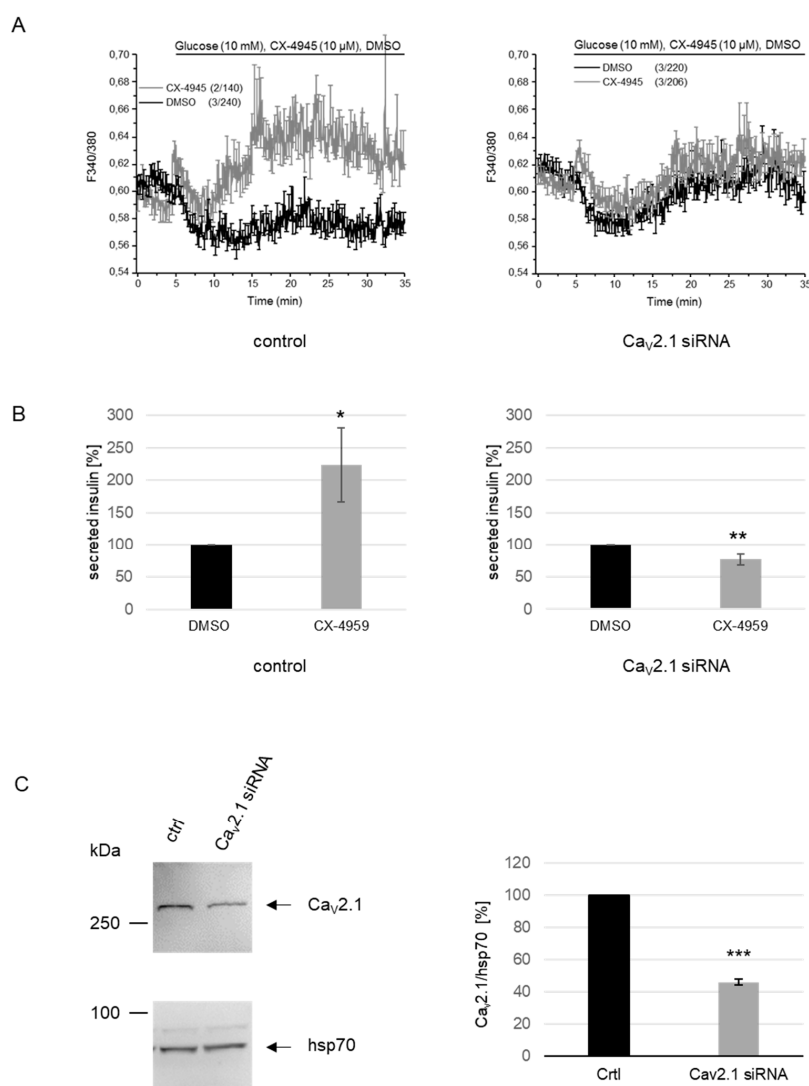 A
Glucose (10 mM), CX-4945 (10 µM), DMSO
0,70
0,68
0,66
0,64
0,62
0,60
0,58
0,56
0,54
F340/380
CX-4945 (2/140)
DMSO (3/240)
0 5 10 15 20 25 30 35
Time (min)
control
Glucose (10 mM), CX-4945 (10 µM), DMSO
0,70
0,68
0,66
0,64
0,62
0,60
0,58
0,56
0,54
F340/380
DMSO (3/220)
CX-4945 (3/206)
0 5 10 15 20 25 30 35
Time (min)
CaV2.1 siRNA
B
300
250
200
150
100
50
0
secreted insulin [%]
*
DMSO CX-4959
control
300
250
200
150
100
50
0
secreted insulin [%]
**
DMSO CX-4959
CaV2.1 siRNA
C
ctrl CaV2.1 siRNA
kDa
CaV2.1
250
100
hsp70
120
100
80
60
40
20
0
CaV2.1/hsp70 [%]
***
Crtl Cav2.1 siRNA